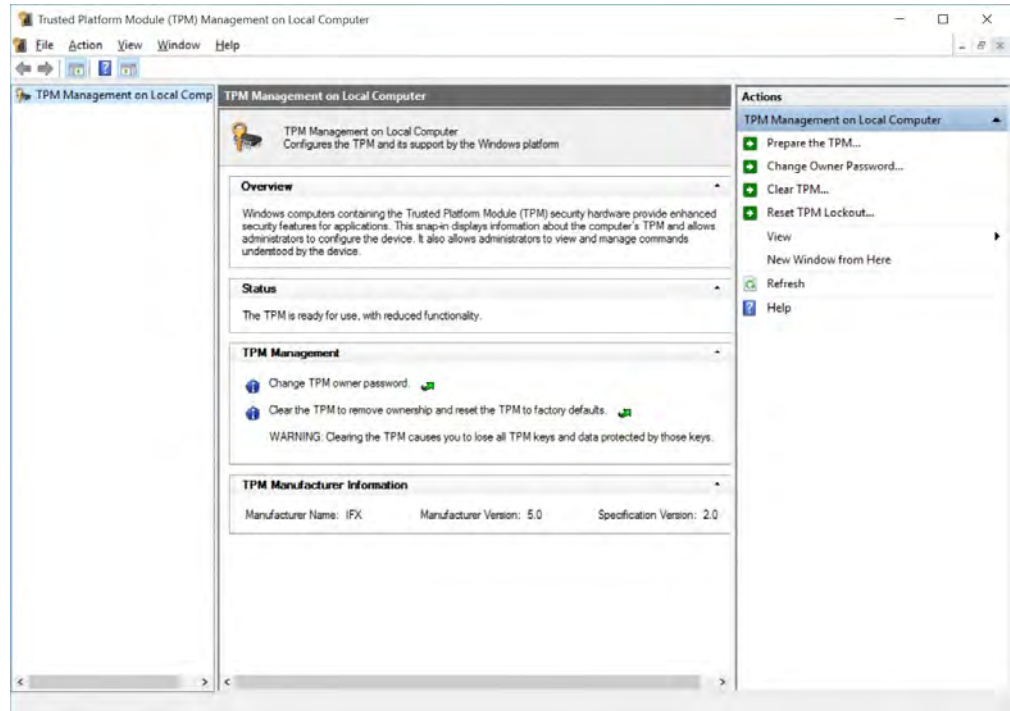 Trusted Platform Module (TPM) Management on Local Computer
File Action View Window Help
TPM Management on Local Comp
TPM Management on Local Computer
TPM Management on Local Computer
Configures the TPM and its support by the Windows platform
Overview
Windows computers containing the Trusted Platform Module (TPM) security hardware provide enhanced
security features for applications. This snap-in displays information about the computer's TPM and allows
administrators to configure the device. It also allows administrators to view and manage commands
understood by the device.
Status
The TPM is ready for use, with reduced functionality.
TPM Management
Change TPM owner password.
Clear the TPM to remove ownership and reset the TPM to factory defaults.
WARNING: Clearing the TPM causes you to lose all TPM keys and data protected by those keys.
TPM Manufacturer Information
Manufacturer Name: IFX Manufacturer Version: 5.0 Specification Version: 2.0
Actions
TPM Management on Local Computer
Prepare the TPM...
Change Owner Password...
Clear TPM...
Reset TPM Lockout...
View
New Window from Here
Refresh
Help